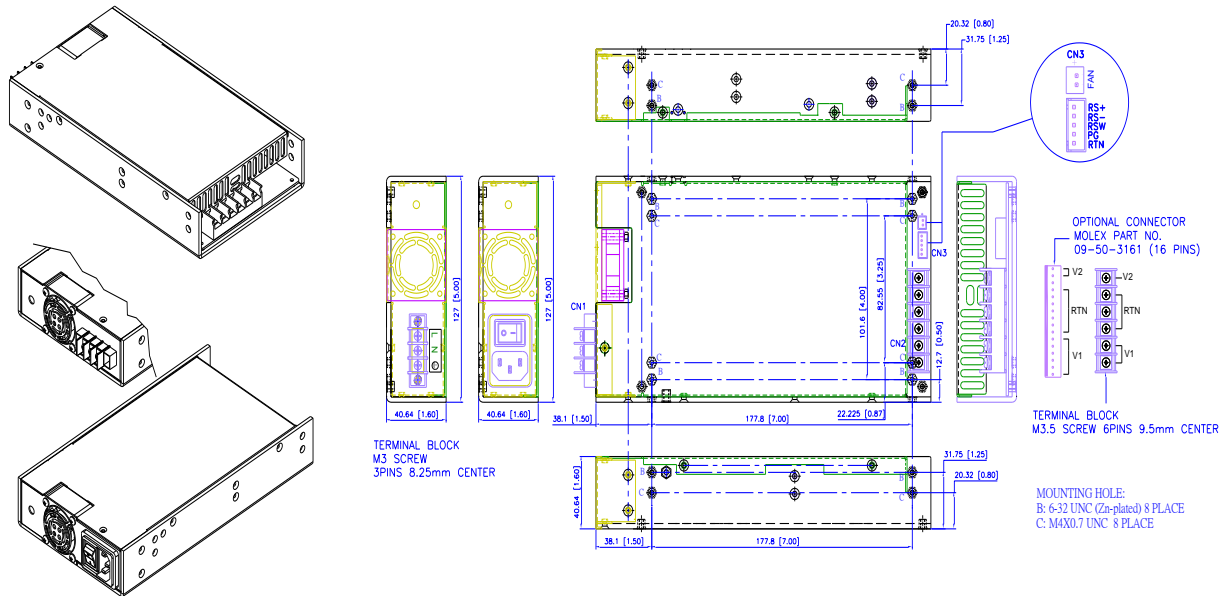 20.32 [0.80]
31.75 [1.25]
CN3
FAN
RS+
RS-
RSW
PG
RTN
C
B
C
B
B
C
B
C
CN3
CN1
CN2
127 [5.00]
127 [5.00]
L
N
G
101.6 [4.00]
82.55 [3.25]
12.7 [0.50]
C
B
C
B
40.64 [1.60]
40.64 [1.60]
38.1 [1.50]
177.8 [7.00]
22.225 [0.87]
TERMINAL BLOCK
M3 SCREW
3PINS 8.25mm CENTER
OPTIONAL CONNECTOR
MOLEX PART NO.
09-50-3161 (16 PINS)
V2
RTN
V1
V2
RTN
V1
TERMINAL BLOCK
M3.5 SCREW 6PINS 9.5mm CENTER
40.64 [1.60]
B
C
B
C
31.75 [1.25]
20.32 [0.80]
38.1 [1.50]
177.8 [7.00]
MOUNTING HOLE:
B: 6-32 UNC (Zn-plated) 8 PLACE
C: M4X0.7 UNC 8 PLACE